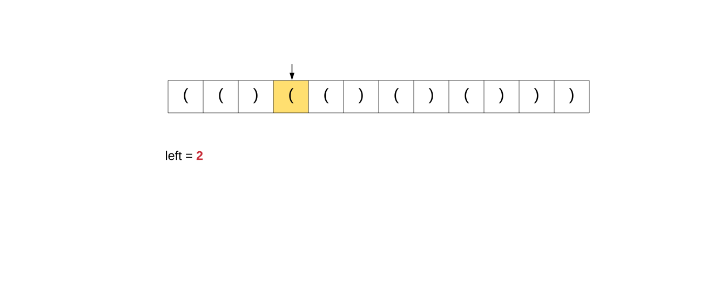 ( ( ) ( ( ) ( ) ( ) ) )
left = 2